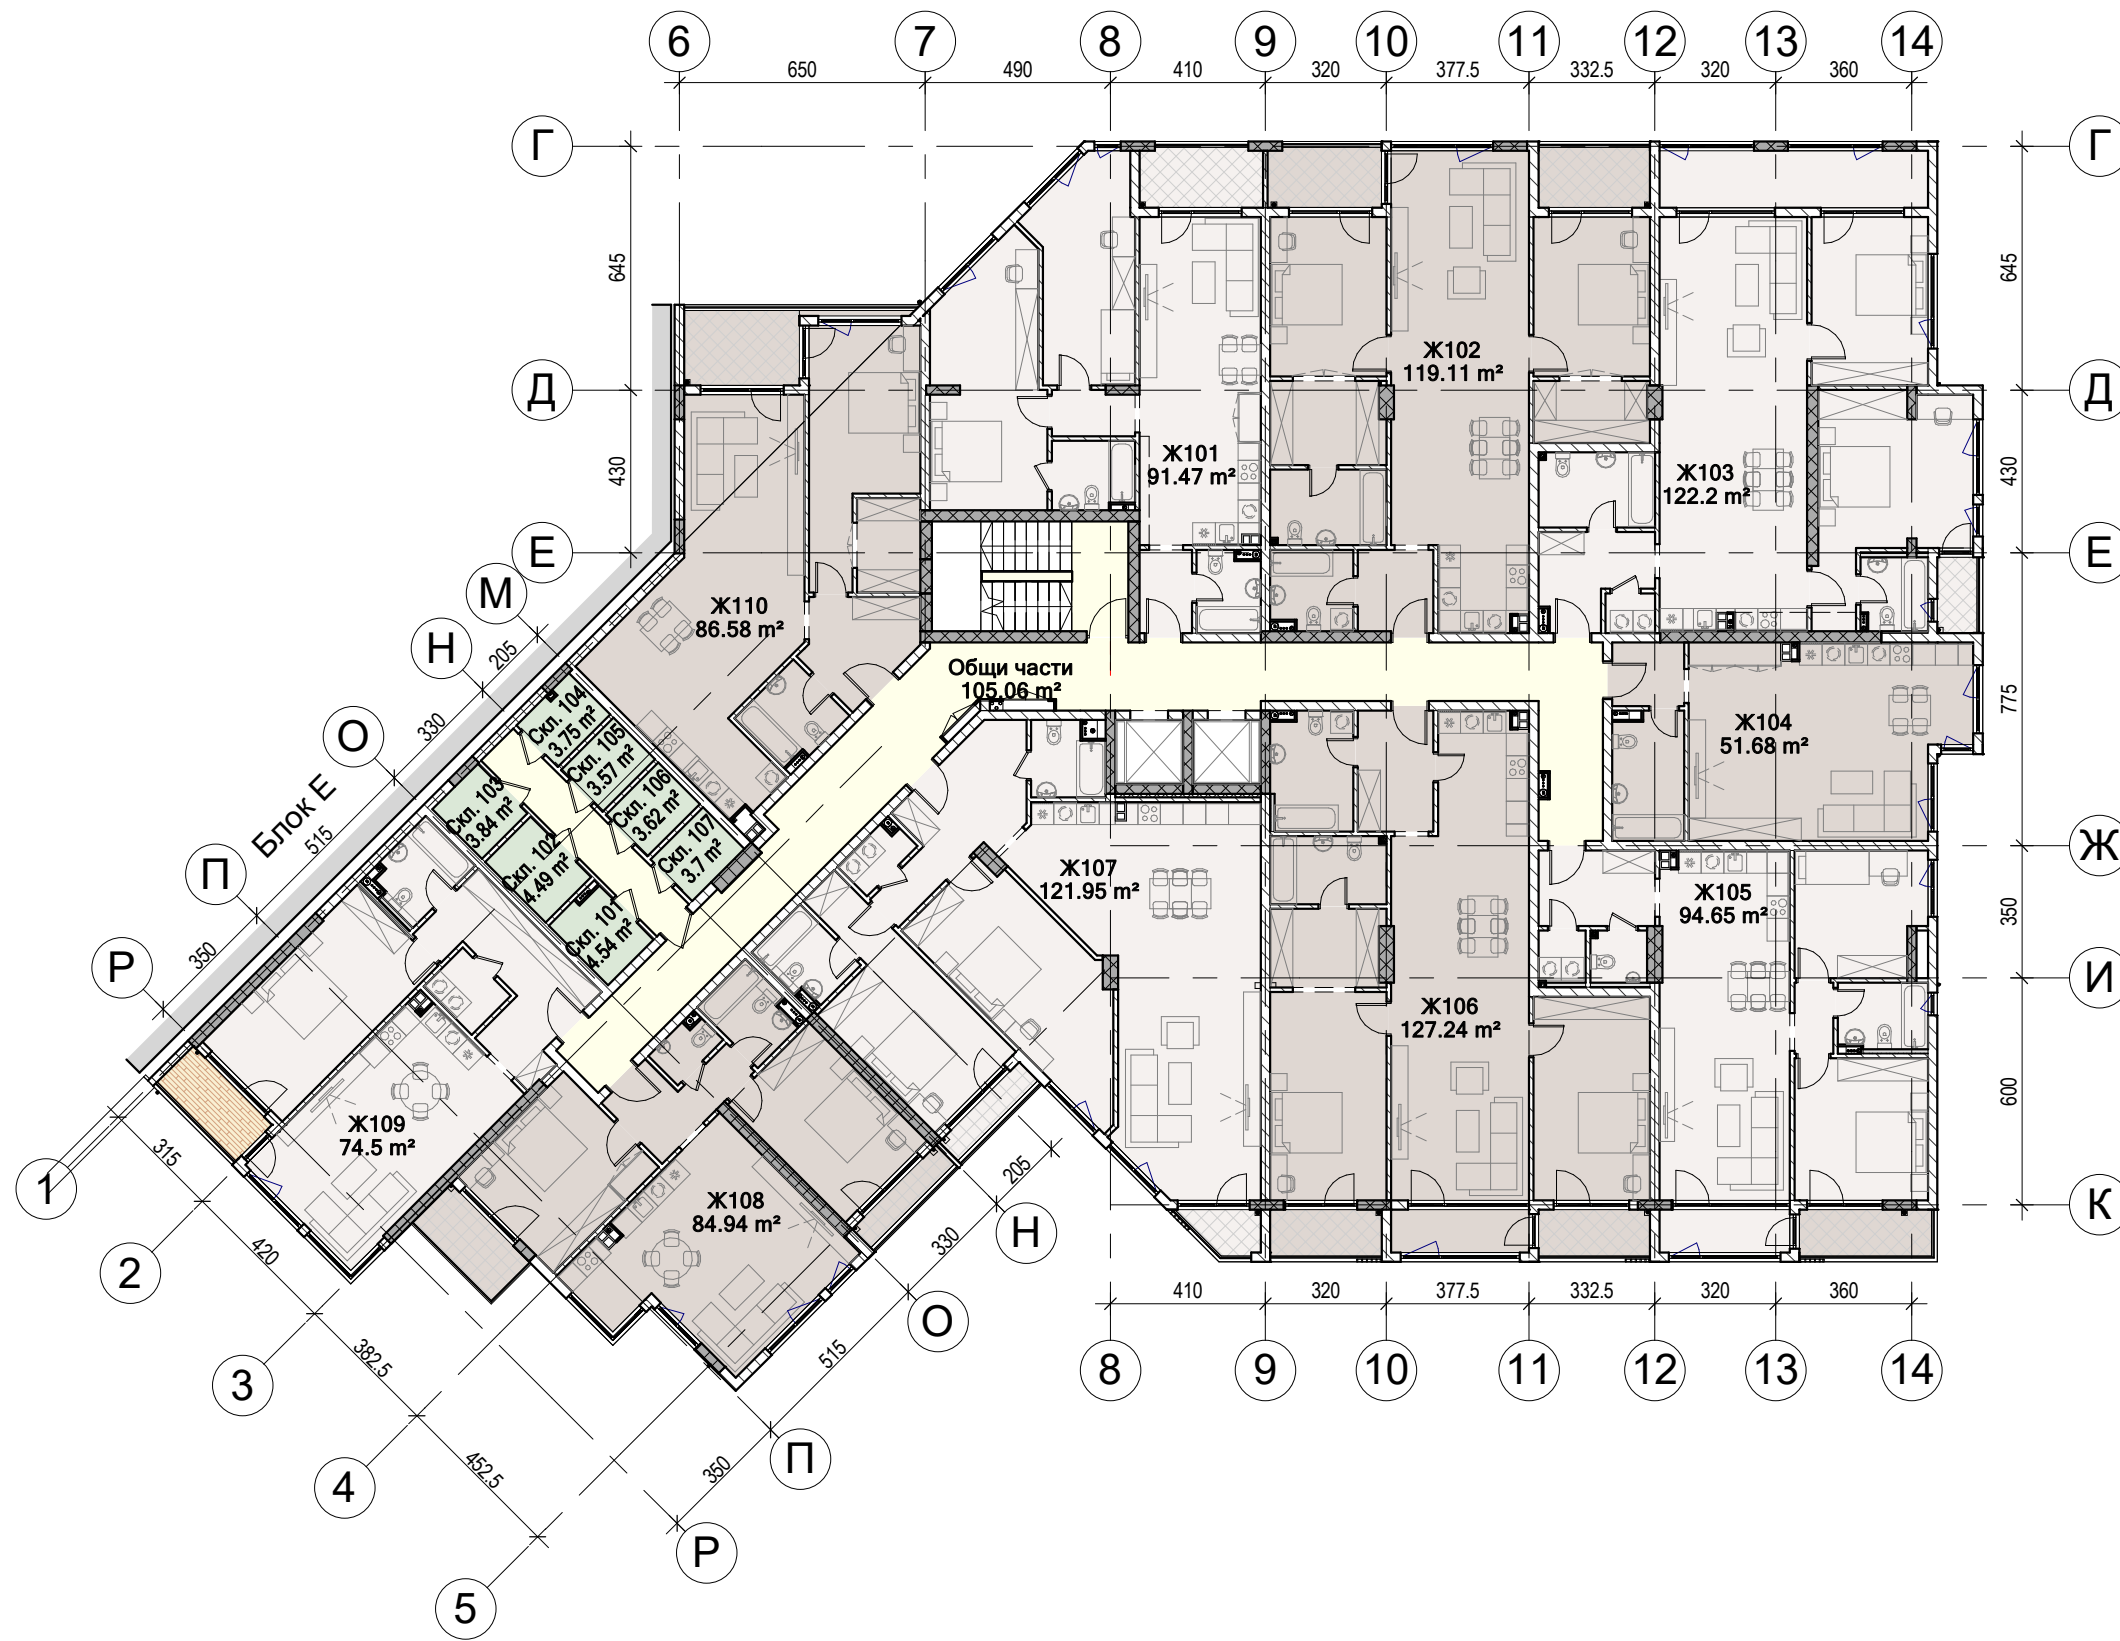 6 7 8 9 10 11 12 13 14
650 490 410 320 377.5 332.5 320 360
Г Г
645 645
Д Д
430 430
Е Е
775
Ж
350
И
600
К
М
Н
О
П
Р
205
330
515
350
Блок Е
Ж101
91.47 m²
Ж102
119.11 m²
Ж103
122.2 m²
Ж110
86.58 m²
Общи части
105.06 m²
Ж104
51.68 m²
Ж107
121.95 m²
Ж105
94.65 m²
Ж106
127.24 m²
Ж109
74.5 m²
Ж108
84.94 m²
Скл. 104
3.75 m²
Скл. 105
3.57 m²
Скл. 106
3.62 m²
Скл. 107
3.7 m²
Скл. 103
3.84 m²
Скл. 102
4.49 m²
Скл. 101
4.54 m²
1
315
2
420
3
382.5
4
452.5
5
205
Н
330
О
515
П
350
Р
410 320 377.5 332.5 320 360
8 9 10 11 12 13 14